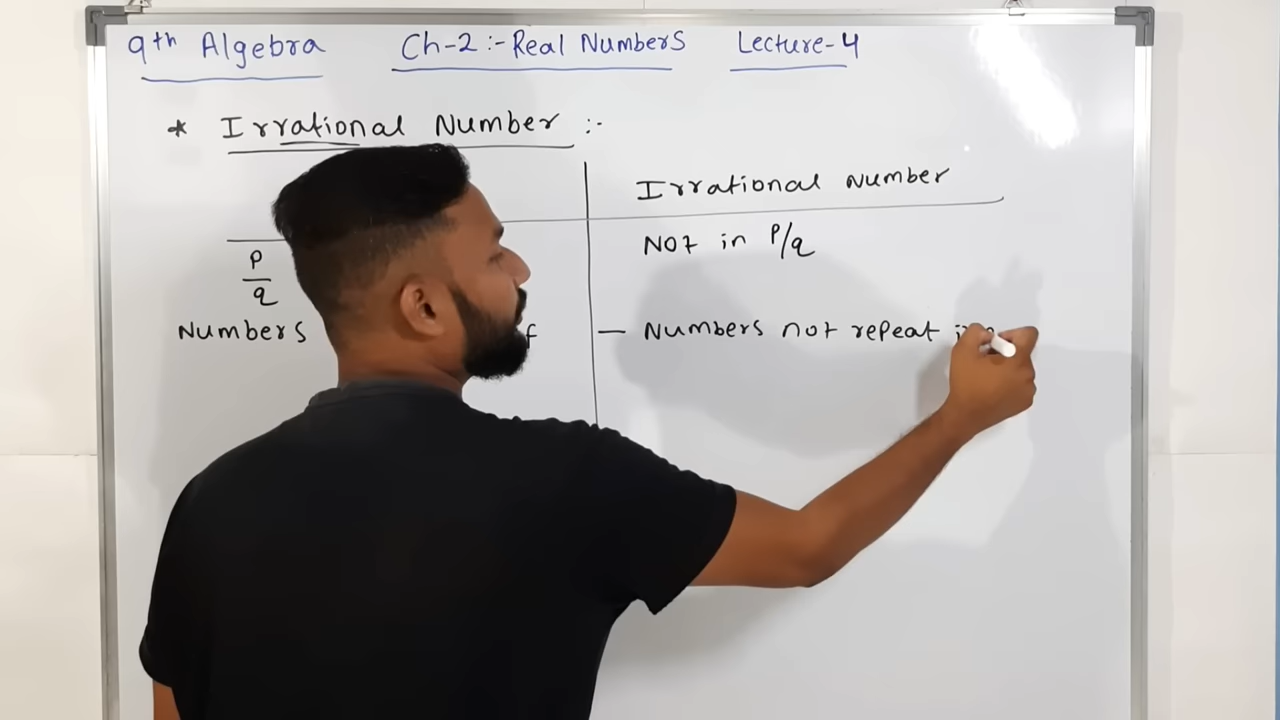 9th Algebra Ch-2 :- Real Numbers Lecture-4
* Irrational Number :-
Irrational Number
P/q NOT in P/q
Numbers — Numbers not repeat